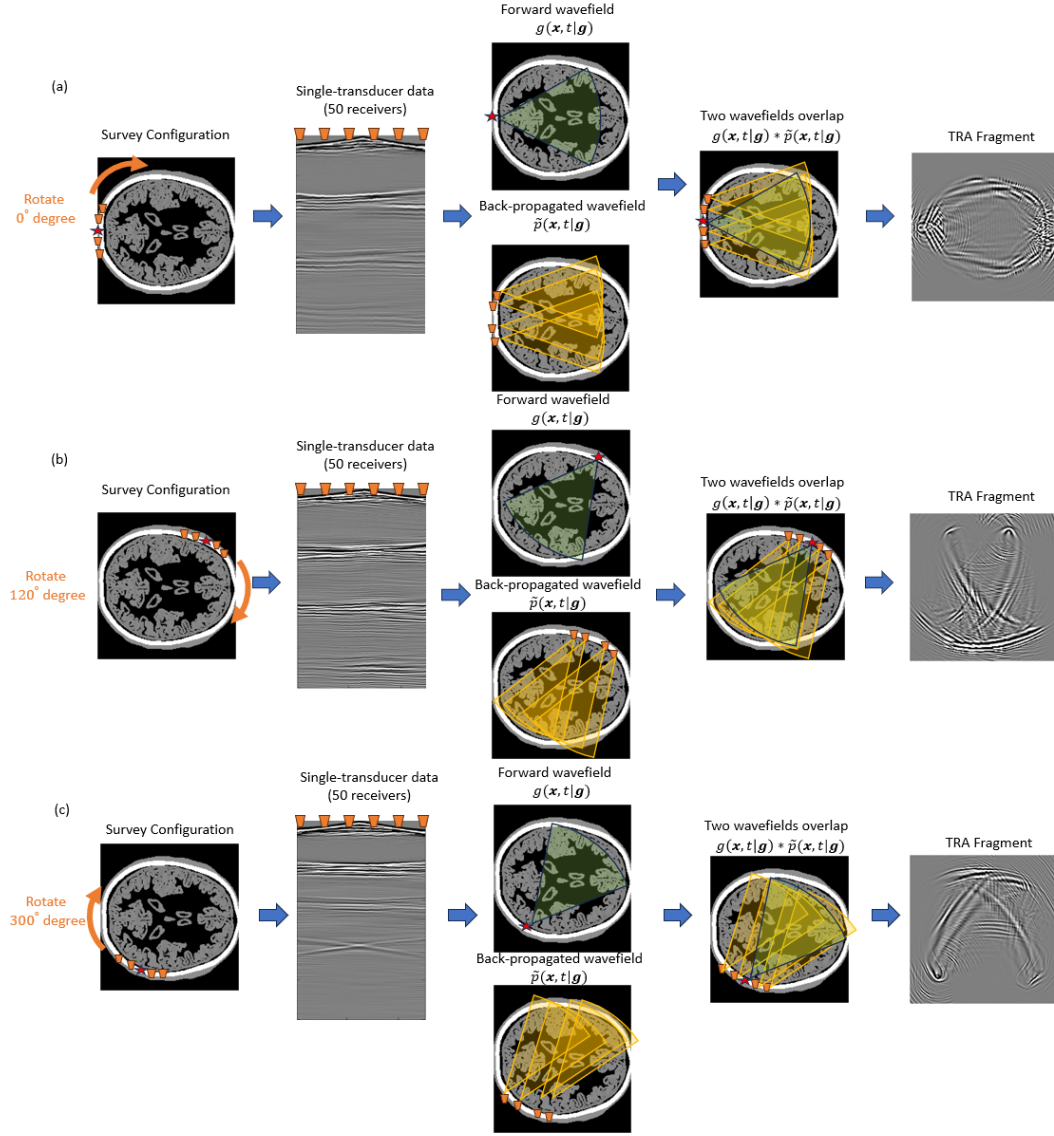 Forward wavefield
g(x, t|g)
(a)
Single-transducer data
(50 receivers)
Survey Configuration
Two wavefields overlap
g(x, t|g) * p̃(x, t|g)
TRA Fragment
Rotate
0° degree
Back-propagated wavefield
p̃(x, t|g)
Forward wavefield
g(x, t|g)
(b)
Single-transducer data
(50 receivers)
Survey Configuration
Two wavefields overlap
g(x, t|g) * p̃(x, t|g)
TRA Fragment
Rotate
120° degree
Back-propagated wavefield
p̃(x, t|g)
Forward wavefield
g(x, t|g)
(c)
Single-transducer data
(50 receivers)
Survey Configuration
Two wavefields overlap
g(x, t|g) * p̃(x, t|g)
TRA Fragment
Rotate
300° degree
Back-propagated wavefield
p̃(x, t|g)